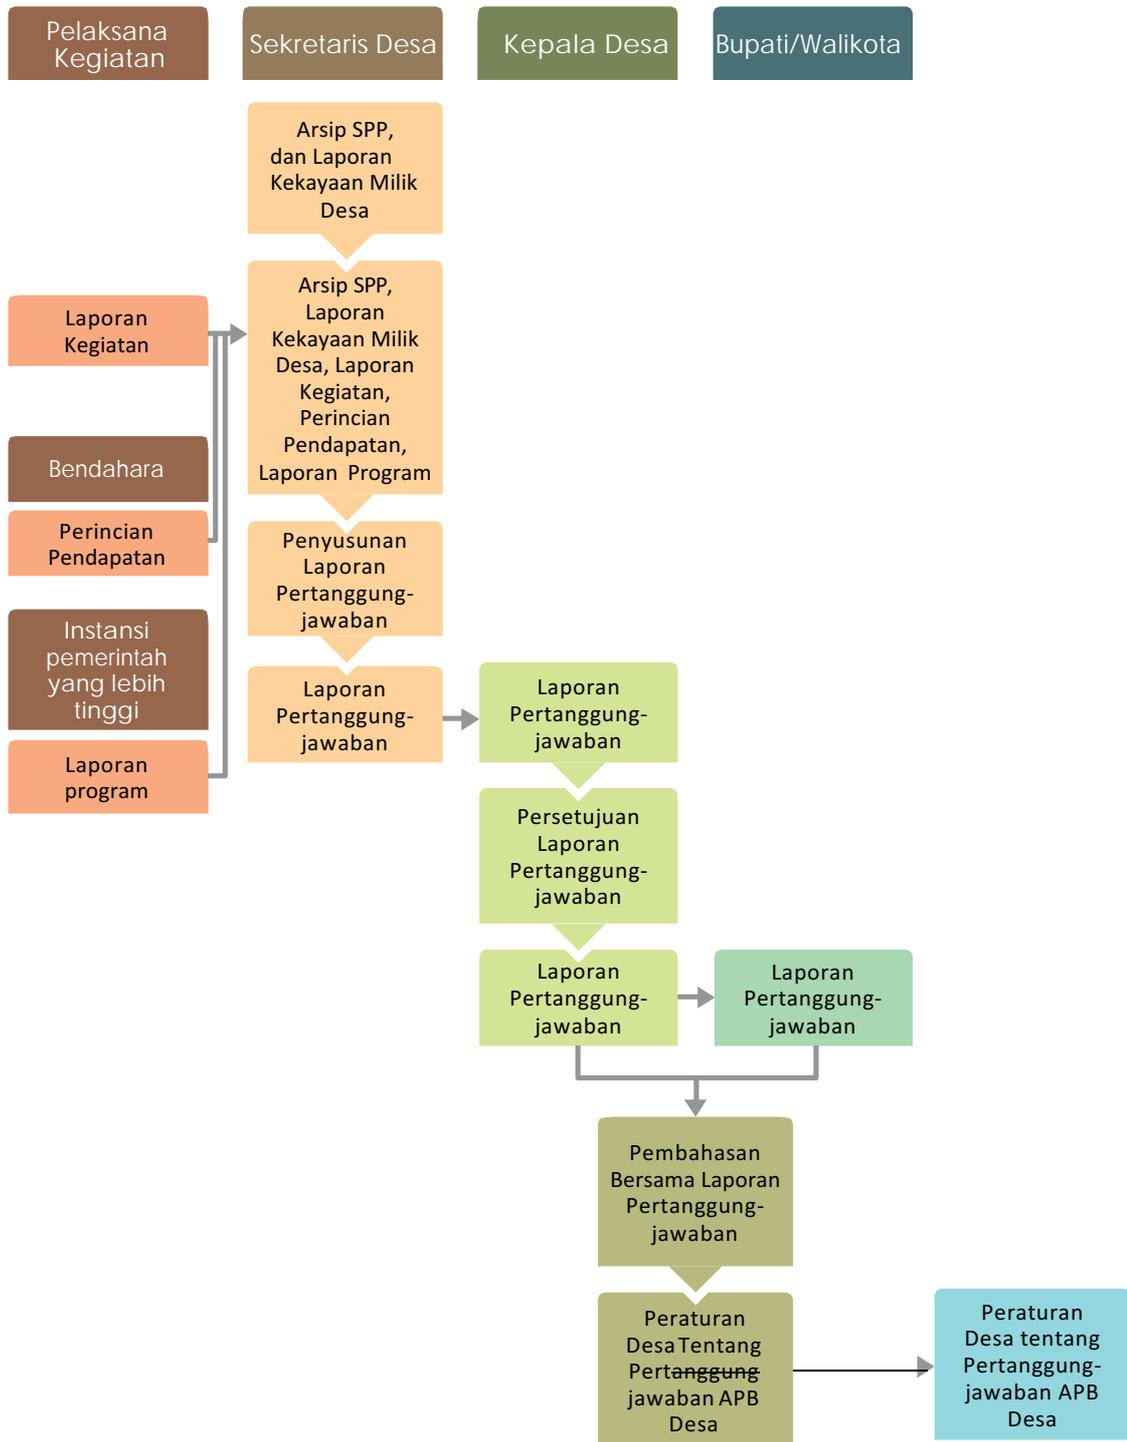 Pelaksana
Kegiatan
Sekretaris Desa
Kepala Desa
Bupati/Walikota
Arsip SPP,
dan Laporan
Kekayaan Milik
Desa
Laporan
Kegiatan
Arsip SPP,
Laporan
Kekayaan Milik
Desa, Laporan
Kegiatan,
Perincian
Pendapatan,
Laporan Program
Bendahara
Perincian
Pendapatan
Penyusunan
Laporan
Pertanggung-
jawaban
Instansi
pemerintah
yang lebih
tinggi
Laporan
program
Laporan
Pertanggung-
jawaban
Laporan
Pertanggung-
jawaban
Persetujuan
Laporan
Pertanggung-
jawaban
Laporan
Pertanggung-
jawaban
Laporan
Pertanggung-
jawaban
Pembahasan
Bersama Laporan
Pertanggung-
jawaban
Peraturan
Desa Tentang
Pertanggung
jawaban APB
Desa
Peraturan
Desa tentang
Pertanggung-
jawaban APB
Desa